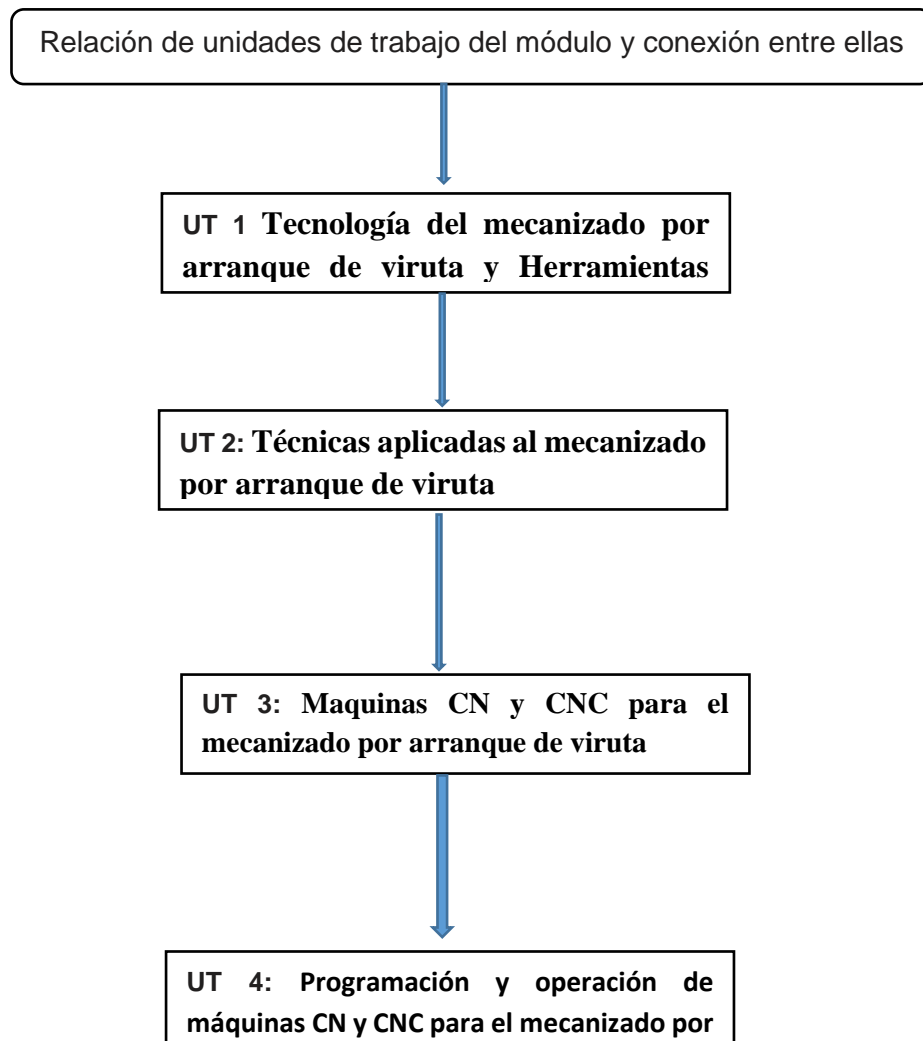 Relación de unidades de trabajo del módulo y conexión entre ellas
UT 1 Tecnología del mecanizado por
arranque de viruta y Herramientas
UT 2: Técnicas aplicadas al mecanizado
por arranque de viruta
UT 3: Maquinas CN y CNC para el
mecanizado por arranque de viruta
UT 4: Programación y operación de
máquinas CN y CNC para el mecanizado por